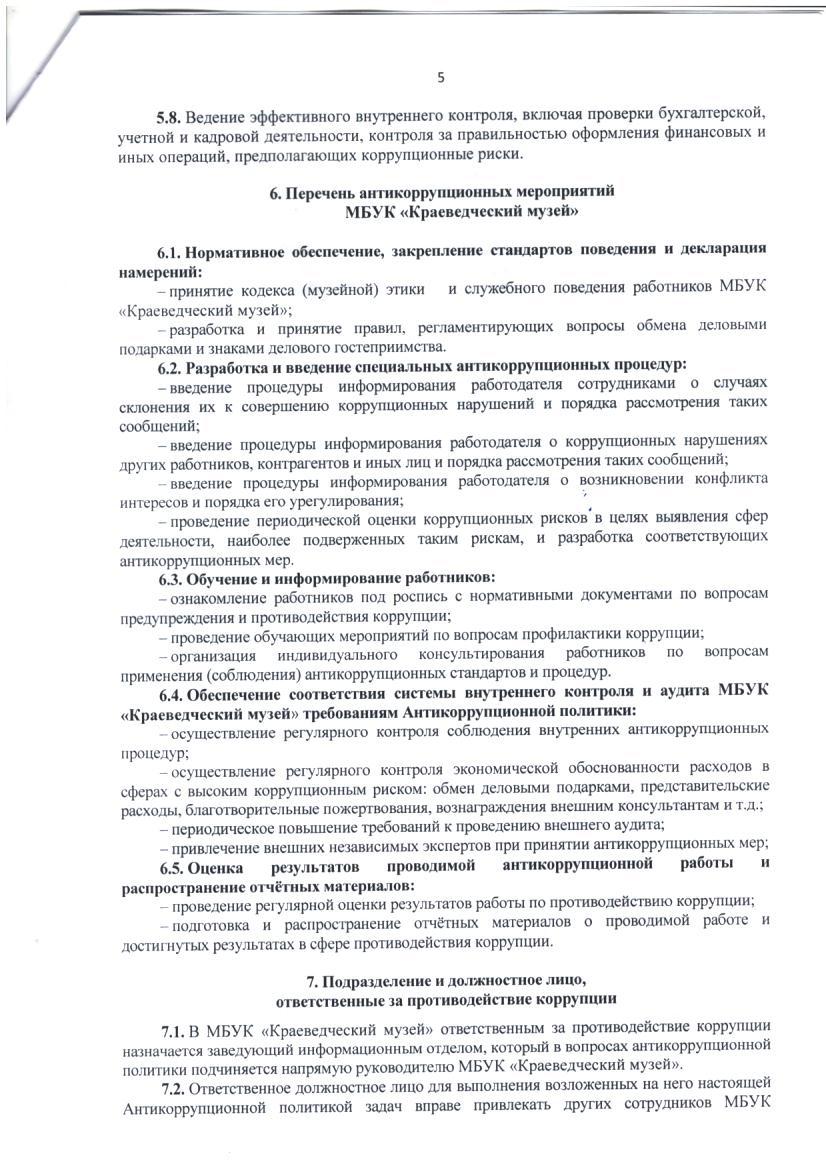 5
5.8. Ведение эффективного внутреннего контроля, включая проверки бухгалтерской,
учетной и кадровой деятельности, контроля за правильностью оформления финансовых и
иных операций, предполагающих коррупционные риски.
6. Перечень антикоррупционных мероприятий
МБУК «Краеведческий музей»
6.1. Нормативное обеспечение, закрепление стандартов поведения и декларация
намерений:
– принятие кодекса (музейной) этики и служебного поведения работников МБУК
«Краеведческий музей»;
– разработка и принятие правил, регламентирующих вопросы обмена деловыми
подарками и знаками делового гостеприимства.
6.2. Разработка и введение специальных антикоррупционных процедур:
– введение процедуры информирования работодателя сотрудниками о случаях
склонения их к совершению коррупционных нарушений и порядка рассмотрения таких
сообщений;
– введение процедуры информирования работодателя о коррупционных нарушениях
других работников, контрагентов и иных лиц и порядка рассмотрения таких сообщений;
– введение процедуры информирования работодателя о возникновении конфликта
интересов и порядка его урегулирования;
– проведение периодической оценки коррупционных рисков в целях выявления сфер
деятельности, наиболее подверженных таким рискам, и разработка соответствующих
антикоррупционных мер.
6.3. Обучение и информирование работников:
– ознакомление работников под роспись с нормативными документами по вопросам
предупреждения и противодействия коррупции;
– проведение обучающих мероприятий по вопросам профилактики коррупции;
– организация индивидуального консультирования работников по вопросам
применения (соблюдения) антикоррупционных стандартов и процедур.
6.4. Обеспечение соответствия системы внутреннего контроля и аудита МБУК
«Краеведческий музей» требованиям Антикоррупционной политики:
– осуществление регулярного контроля соблюдения внутренних антикоррупционных
процедур;
– осуществление регулярного контроля экономической обоснованности расходов в
сферах с высоким коррупционным риском: обмен деловыми подарками, представительские
расходы, благотворительные пожертвования, вознаграждения внешним консультантам и т.д.;
– периодическое повышение требований к проведению внешнего аудита;
– привлечение внешних независимых экспертов при принятии антикоррупционных мер;
6.5. Оценка результатов проводимой антикоррупционной работы и
распространение отчётных материалов:
– проведение регулярной оценки результатов работы по противодействию коррупции;
– подготовка и распространение отчётных материалов о проводимой работе и
достигнутых результатах в сфере противодействия коррупции.
7. Подразделение и должностное лицо,
ответственные за противодействие коррупции
7.1. В МБУК «Краеведческий музей» ответственным за противодействие коррупции
назначается заведующий информационным отделом, который в вопросах антикоррупционной
политики подчиняется напрямую руководителю МБУК «Краеведческий музей».
7.2. Ответственное должностное лицо для выполнения возложенных на него настоящей
Антикоррупционной политикой задач вправе привлекать других сотрудников МБУК